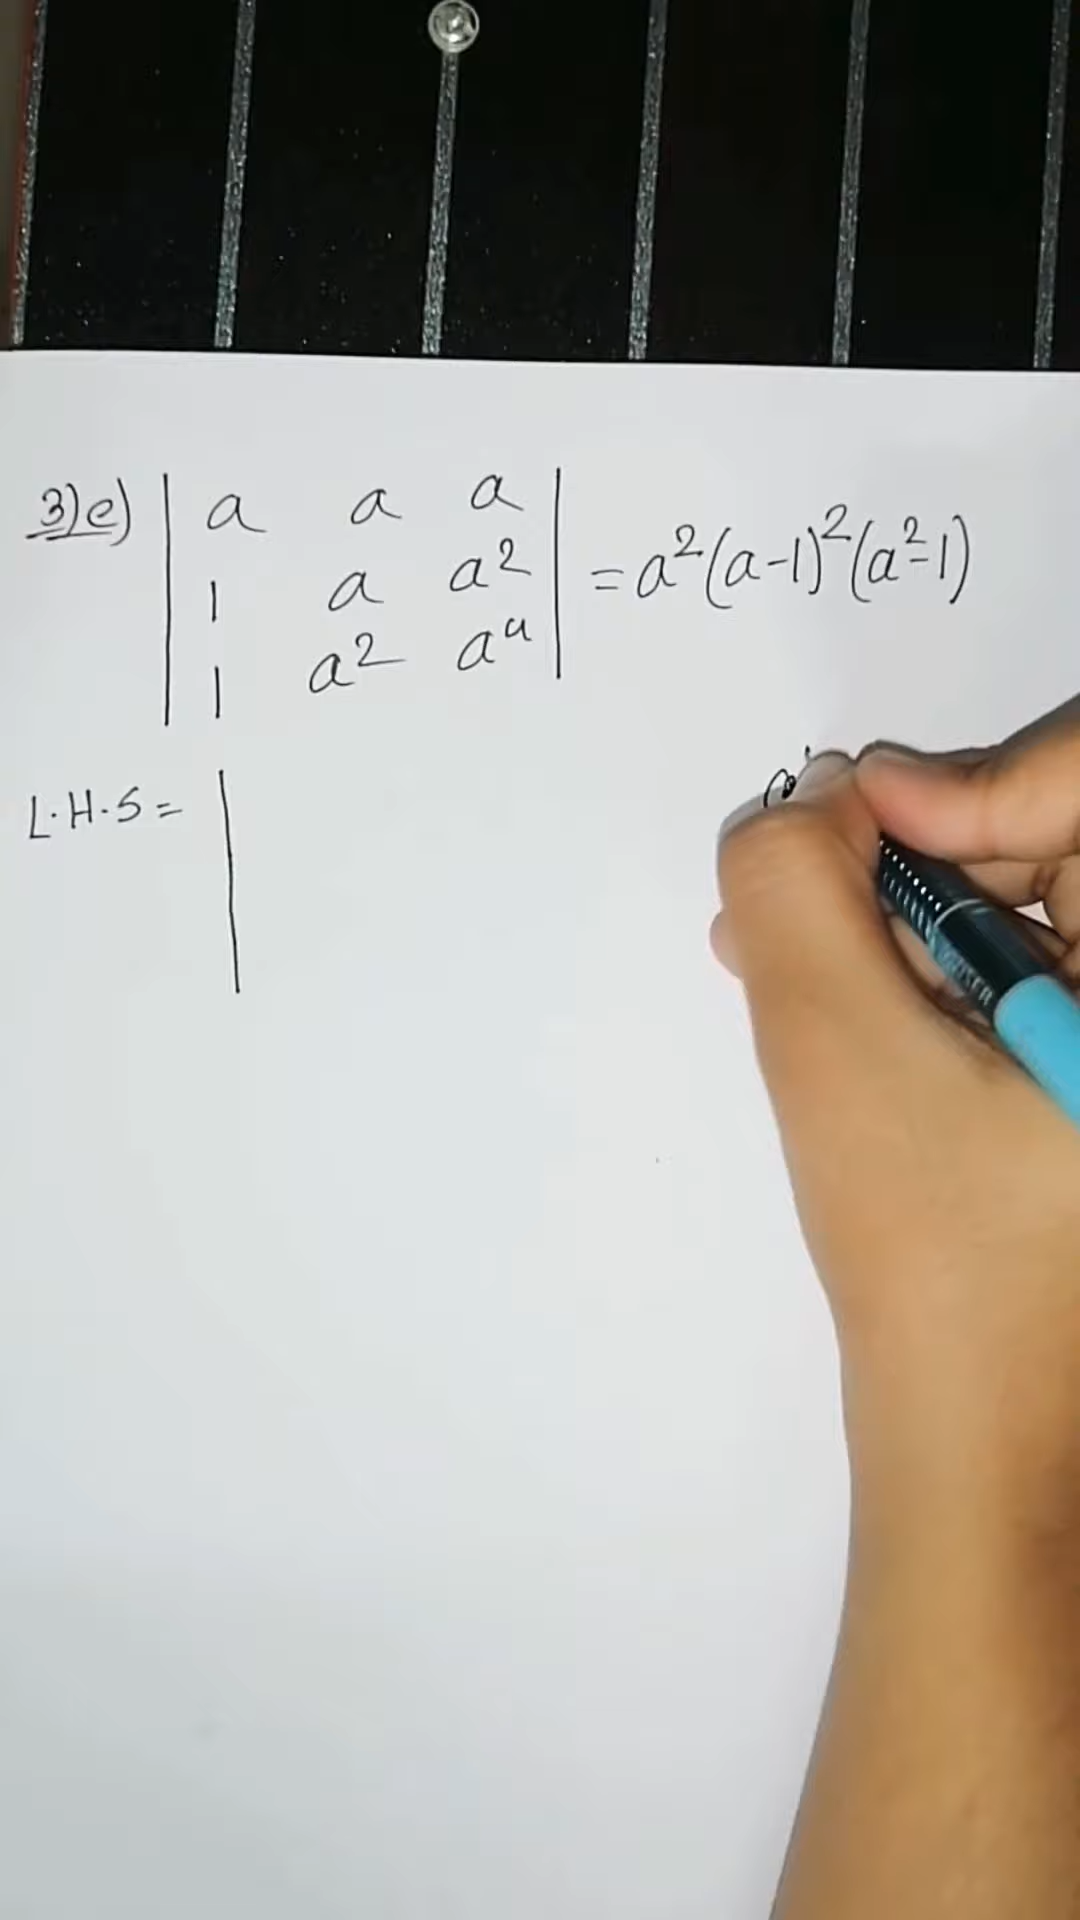 3)e) | a a a |
| 1 a a² | = a²(a-1)²(a²-1)
| 1 a² a⁴ |
L.H.S = |